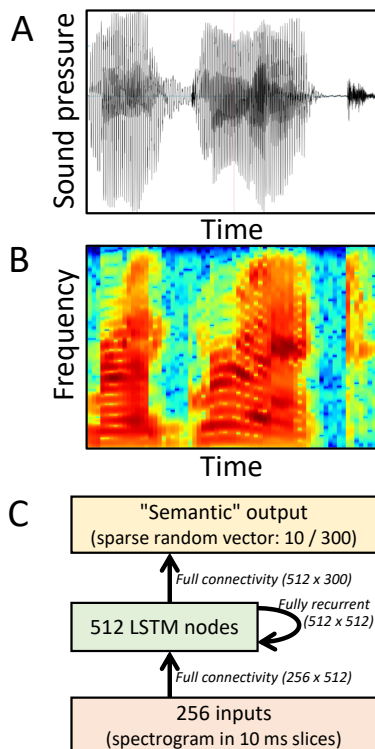 A
Sound pressure
Time
B
Frequency
Time
C
"Semantic" output
(sparse random vector: 10 / 300)
Full connectivity (512 x 300)
512 LSTM nodes
Fully recurrent
(512 x 512)
Full connectivity (256 x 512)
256 inputs
(spectrogram in 10 ms slices)